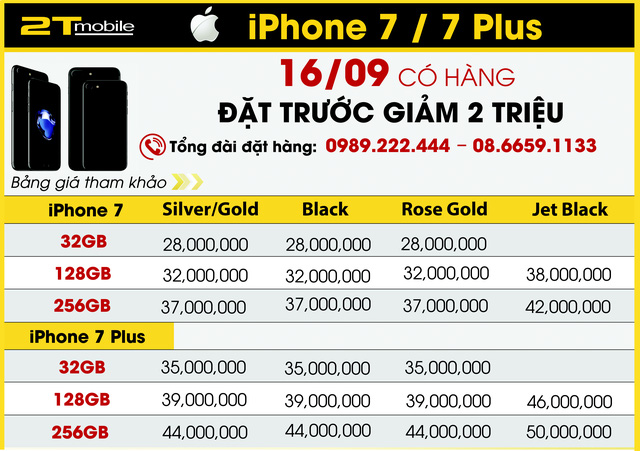 2Tmobile iPhone 7 / 7 Plus
16/09 CÓ HÀNG
ĐẶT TRƯỚC GIẢM 2 TRIỆU
Tổng đài đặt hàng: 0989.222.444 – 08.6659.1133
Bảng giá tham khảo
iPhone 7 Silver/Gold Black Rose Gold Jet Black
32GB 28,000,000 28,000,000 28,000,000
128GB 32,000,000 32,000,000 32,000,000 38,000,000
256GB 37,000,000 37,000,000 37,000,000 42,000,000
iPhone 7 Plus
32GB 35,000,000 35,000,000 35,000,000
128GB 39,000,000 39,000,000 39,000,000 46,000,000
256GB 44,000,000 44,000,000 44,000,000 50,000,000